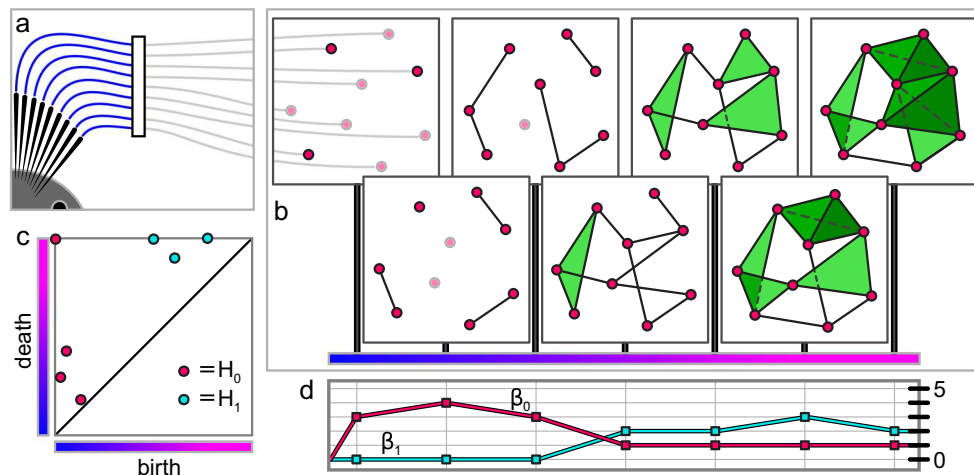 a
b
c
death
= H₀
= H₁
birth
d
β₀
β₁
5
0